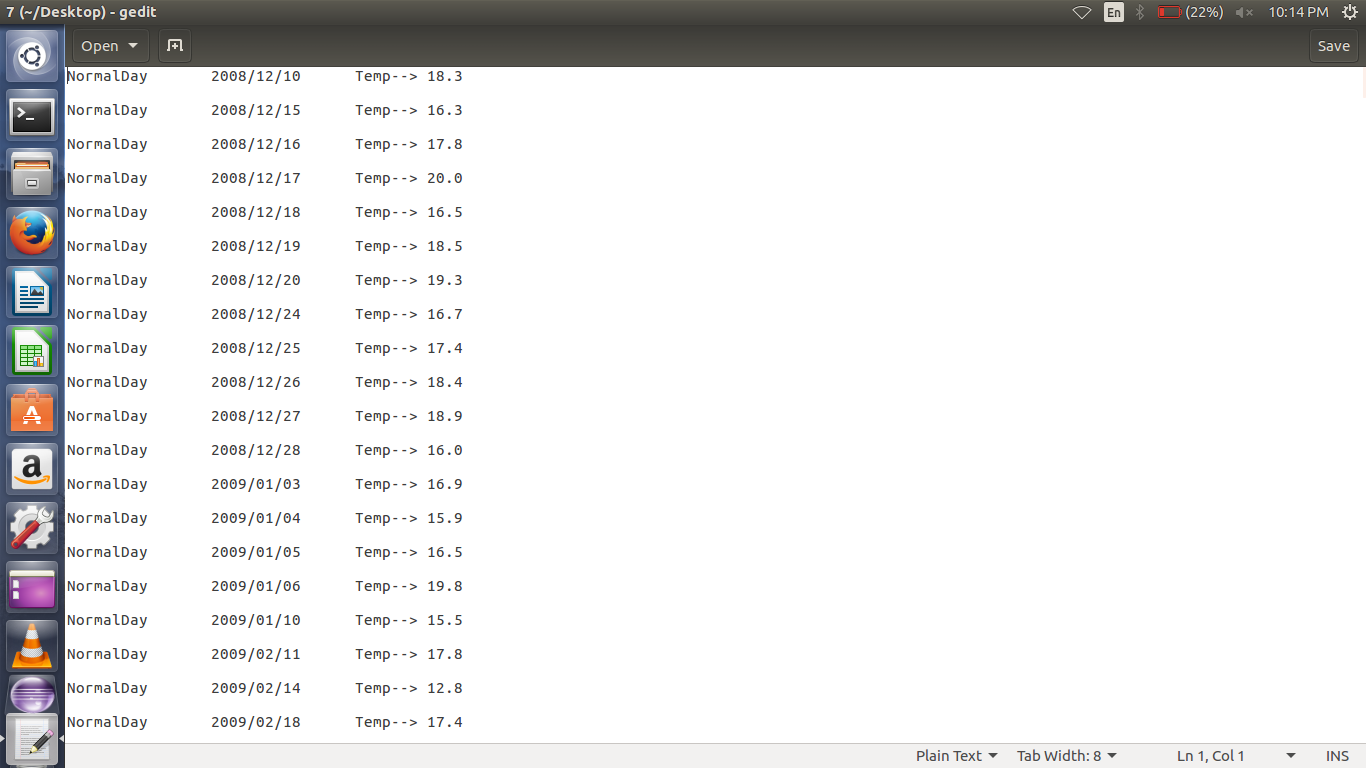 7 (~/Desktop) - gedit
En
(22%)
10:14 PM
Open
Save
NormalDay 2008/12/10 Temp--> 18.3
NormalDay 2008/12/15 Temp--> 16.3
NormalDay 2008/12/16 Temp--> 17.8
NormalDay 2008/12/17 Temp--> 20.0
NormalDay 2008/12/18 Temp--> 16.5
NormalDay 2008/12/19 Temp--> 18.5
NormalDay 2008/12/20 Temp--> 19.3
NormalDay 2008/12/24 Temp--> 16.7
NormalDay 2008/12/25 Temp--> 17.4
NormalDay 2008/12/26 Temp--> 18.4
NormalDay 2008/12/27 Temp--> 18.9
NormalDay 2008/12/28 Temp--> 16.0
NormalDay 2009/01/03 Temp--> 16.9
NormalDay 2009/01/04 Temp--> 15.9
NormalDay 2009/01/05 Temp--> 16.5
NormalDay 2009/01/06 Temp--> 19.8
NormalDay 2009/01/10 Temp--> 15.5
NormalDay 2009/02/11 Temp--> 17.8
NormalDay 2009/02/14 Temp--> 12.8
NormalDay 2009/02/18 Temp--> 17.4
Plain Text
Tab Width: 8
Ln 1, Col 1
INS